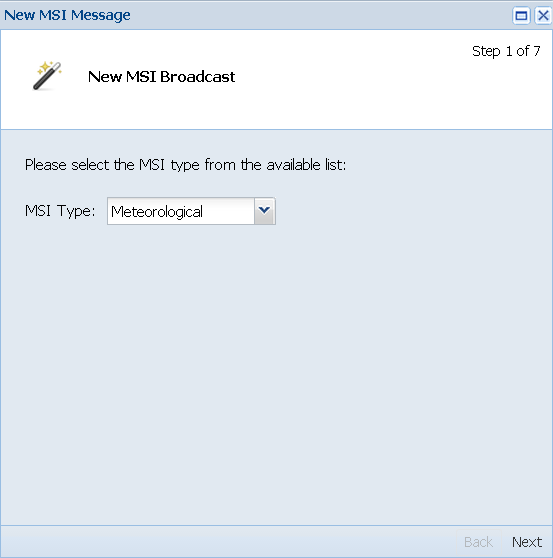 New MSI Message
Step 1 of 7
New MSI Broadcast
Please select the MSI type from the available list:
MSI Type: Meteorological
Back Next